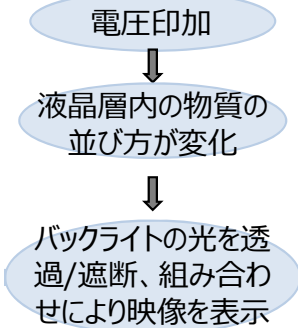 電圧印加
液晶層内の物質の
並び方が変化
バックライトの光を透
過/遮断、組み合わ
せにより映像を表示